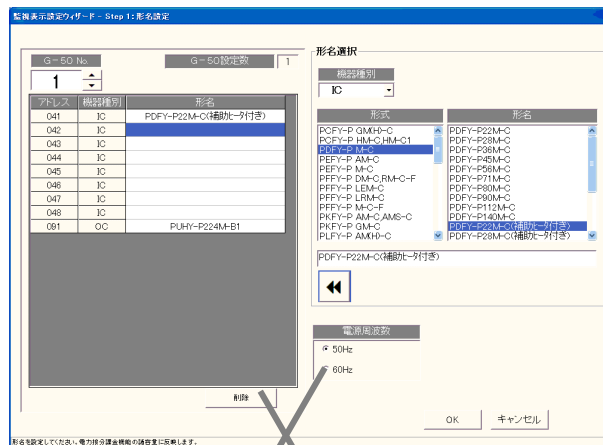 監視表示設定ウィザード - Step 1:形名設定
G-50 No.
1
G-50設定数
1
アドレス 機器種別 形名
041 IC PDFY-P22M-C(補助ヒータ付き)
042 IC
043 IC
044 IC
045 IC
046 IC
047 IC
048 IC
091 OC PUHY-P224M-B1
削除
形名選択
機器種別
IC
形式
PCFY-P GM(H)-C
PCFY-P HM-C,HM-C1
PDFY-P M-C
PEFY-P AM-C
PEFY-P M-C
PFFY-P DM-C,RM-C-F
PFFY-P LEM-C
PFFY-P LRM-C
PFFY-P M-C-F
PKFY-P AM-C,AMS-C
PKFY-P GM-C
PLFY-P AM(H)-C
形名
PDFY-P22M-C
PDFY-P28M-C
PDFY-P36M-C
PDFY-P45M-C
PDFY-P56M-C
PDFY-P71M-C
PDFY-P80M-C
PDFY-P90M-C
PDFY-P112M-C
PDFY-P140M-C
PDFY-P22M-C(補助ヒータ付き)
PDFY-P28M-C(補助ヒータ付き)
PDFY-P22M-C(補助ヒータ付き)
電源周波数
50Hz
60Hz
OK キャンセル
形名を設定してください。電力按分課金機能の諸容量に反映します。